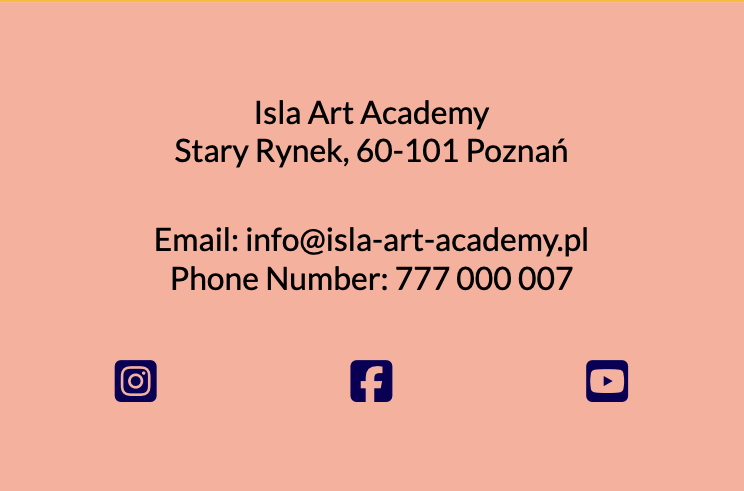 Isla Art Academy
Stary Rynek, 60-101 Poznań
Email: info@isla-art-academy.pl
Phone Number: 777 000 007